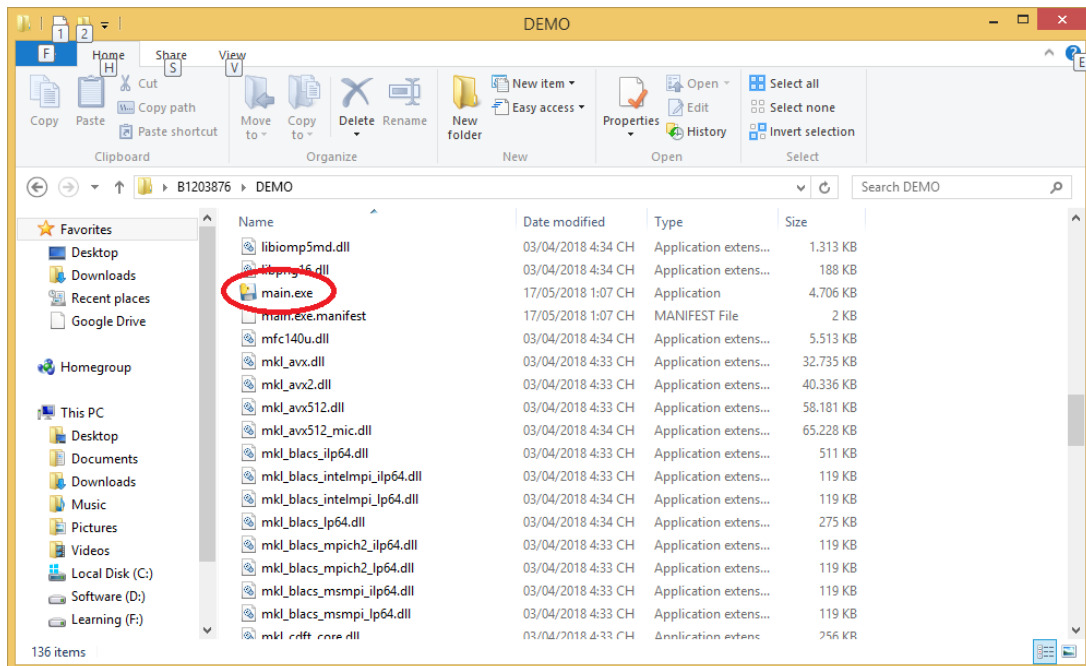 DEMO
1 2
F Home Share View
H S V E
Copy Paste Cut
Copy path
Paste shortcut
Move to Copy to Delete Rename
New folder New item
Easy access
Properties Open
Edit
History
Select all
Select none
Invert selection
Clipboard Organize New Open Select
B1203876 DEMO Search DEMO
Favorites
Desktop
Downloads
Recent places
Google Drive
Homegroup
This PC
Desktop
Documents
Downloads
Music
Pictures
Videos
Local Disk (C:)
Software (D:)
Learning (F:)
Name Date modified Type Size
libiomp5md.dll 03/04/2018 4:34 CH Application extens... 1.313 KB
libpng16.dll 03/04/2018 4:34 CH Application extens... 188 KB
main.exe 17/05/2018 1:07 CH Application 4.706 KB
main.exe.manifest 17/05/2018 1:07 CH MANIFEST File 2 KB
mfc140u.dll 03/04/2018 4:34 CH Application extens... 5.513 KB
mkl_avx.dll 03/04/2018 4:33 CH Application extens... 32.735 KB
mkl_avx2.dll 03/04/2018 4:33 CH Application extens... 40.336 KB
mkl_avx512.dll 03/04/2018 4:33 CH Application extens... 58.181 KB
mkl_avx512_mic.dll 03/04/2018 4:34 CH Application extens... 65.228 KB
mkl_blacs_ilp64.dll 03/04/2018 4:33 CH Application extens... 511 KB
mkl_blacs_intelmpi_ilp64.dll 03/04/2018 4:33 CH Application extens... 119 KB
mkl_blacs_intelmpi_lp64.dll 03/04/2018 4:34 CH Application extens... 119 KB
mkl_blacs_lp64.dll 03/04/2018 4:34 CH Application extens... 275 KB
mkl_blacs_mpich2_ilp64.dll 03/04/2018 4:33 CH Application extens... 119 KB
mkl_blacs_mpich2_lp64.dll 03/04/2018 4:33 CH Application extens... 119 KB
mkl_blacs_msmpi_ilp64.dll 03/04/2018 4:33 CH Application extens... 119 KB
mkl_blacs_msmpi_lp64.dll 03/04/2018 4:33 CH Application extens... 119 KB
mkl_cdft_core.dll 03/04/2018 4:33 CH Application extens 256 KB
136 items